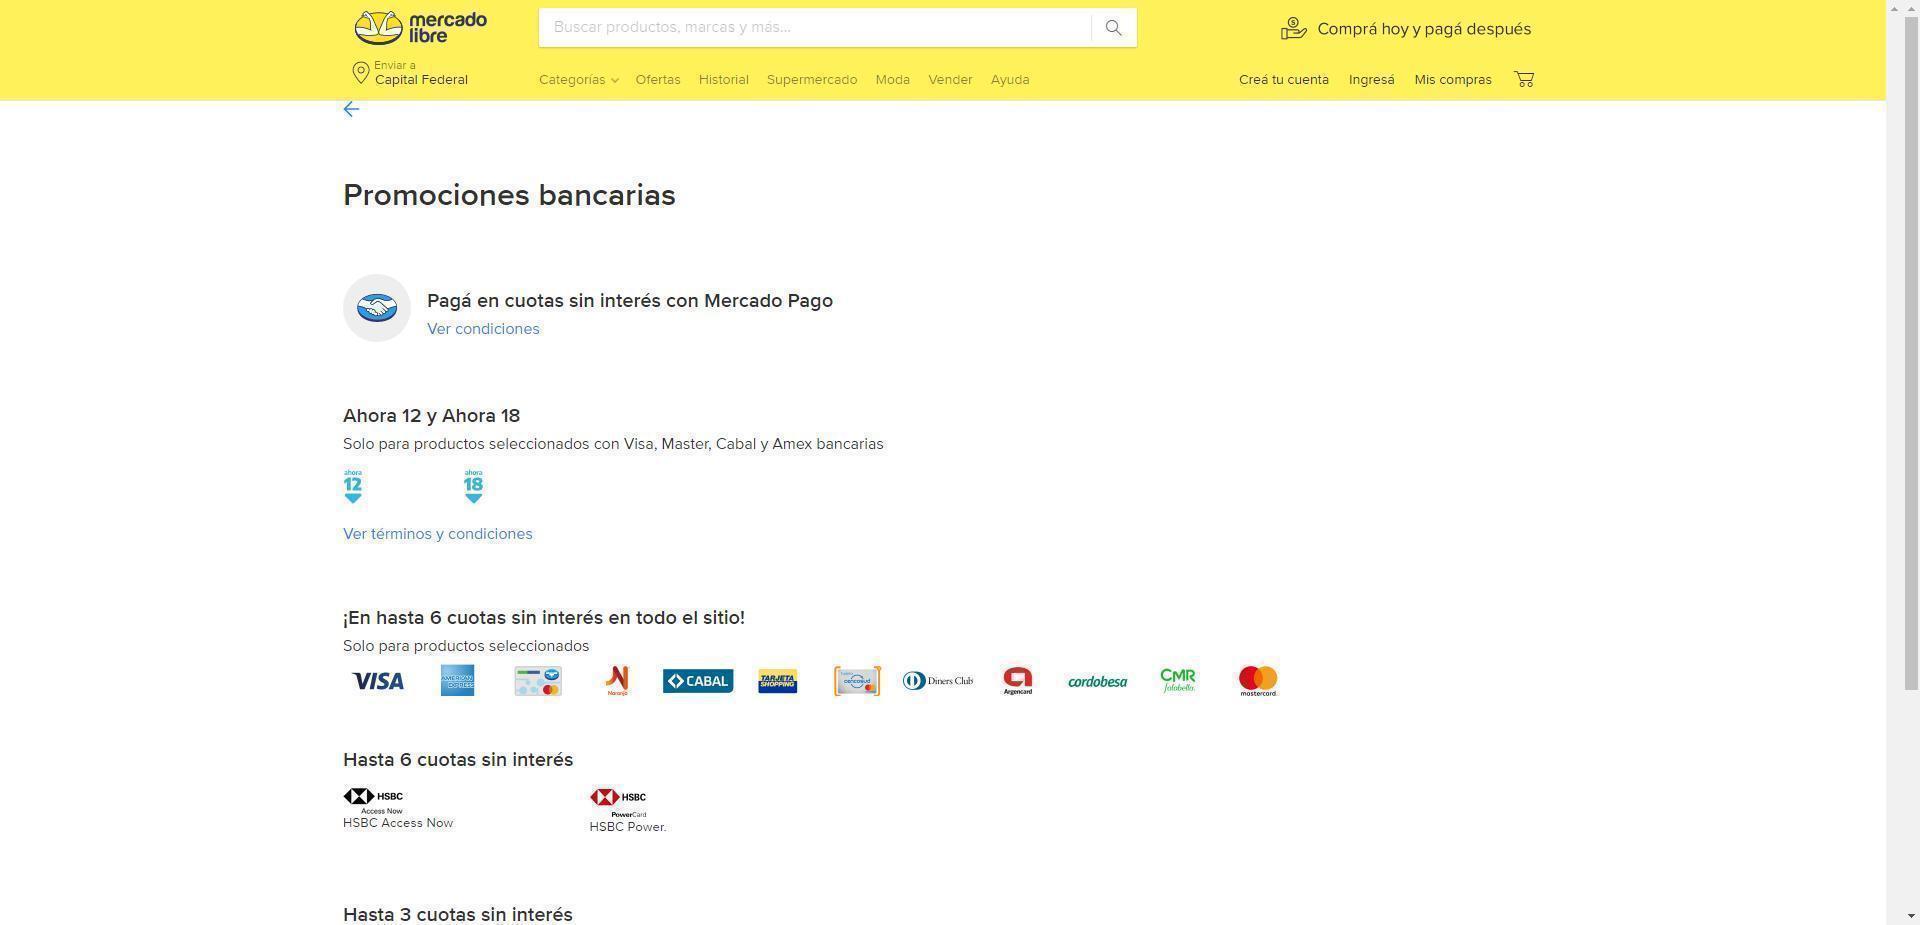 mercado
libre
Buscar productos, marcas y más...
Comprá hoy y pagá después
Enviar a
Capital Federal
Categorías
Ofertas
Historial
Supermercado
Moda
Vender
Ayuda
Creá tu cuenta
Ingresá
Mis compras
Promociones bancarias
Pagá en cuotas sin interés con Mercado Pago
Ver condiciones
Ahora 12 y Ahora 18
Solo para productos seleccionados con Visa, Master, Cabal y Amex bancarias
ahora
12
ahora
18
Ver términos y condiciones
¡En hasta 6 cuotas sin interés en todo el sitio!
Solo para productos seleccionados
VISA
AMERICAN
EXPRESS
Naranja
CABAL
TARJETA
SHOPPING
cencosud
Diners Club
Argencard
cordobesa
CMR
falabella.
mastercard.
Hasta 6 cuotas sin interés
HSBC
Access Now
HSBC Access Now
HSBC
PowerCard
HSBC Power.
Hasta 3 cuotas sin interés